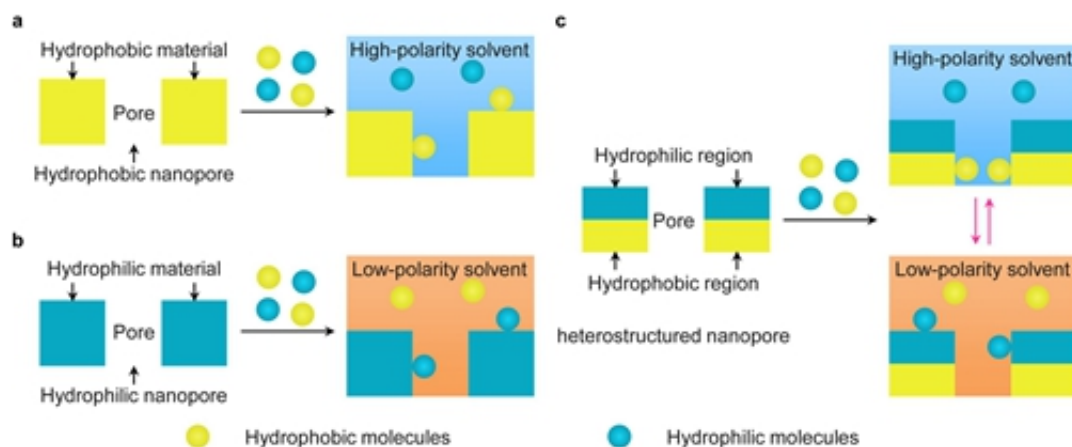 a
Hydrophobic material
Pore
Hydrophobic nanopore
High-polarity solvent
b
Hydrophilic material
Pore
Hydrophilic nanopore
Low-polarity solvent
c
Hydrophilic region
Pore
Hydrophobic region
heterostructured nanopore
High-polarity solvent
Low-polarity solvent
Hydrophobic molecules
Hydrophilic molecules